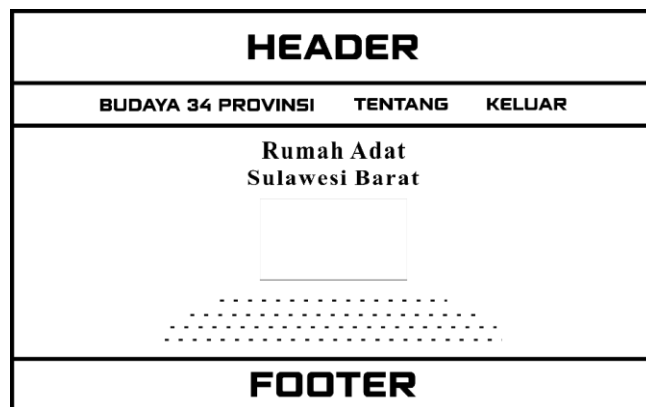 HEADER
BUDAYA 34 PROVINSI TENTANG KELUAR
Rumah Adat
Sulawesi Barat
FOOTER